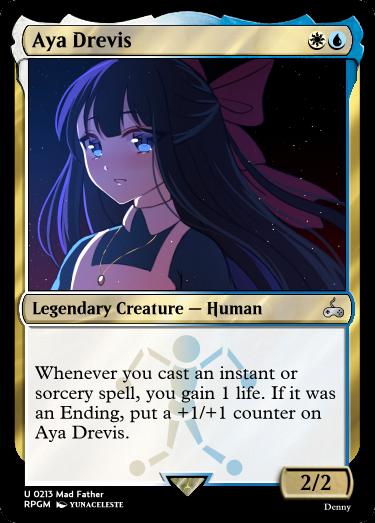 Aya Drevis
Legendary Creature — Human
Whenever you cast an instant or
sorcery spell, you gain 1 life. If it was
an Ending, put a +1/+1 counter on
Aya Drevis.
2/2
U 0213 Mad Father
RPGM YUNACELESTE
Denny